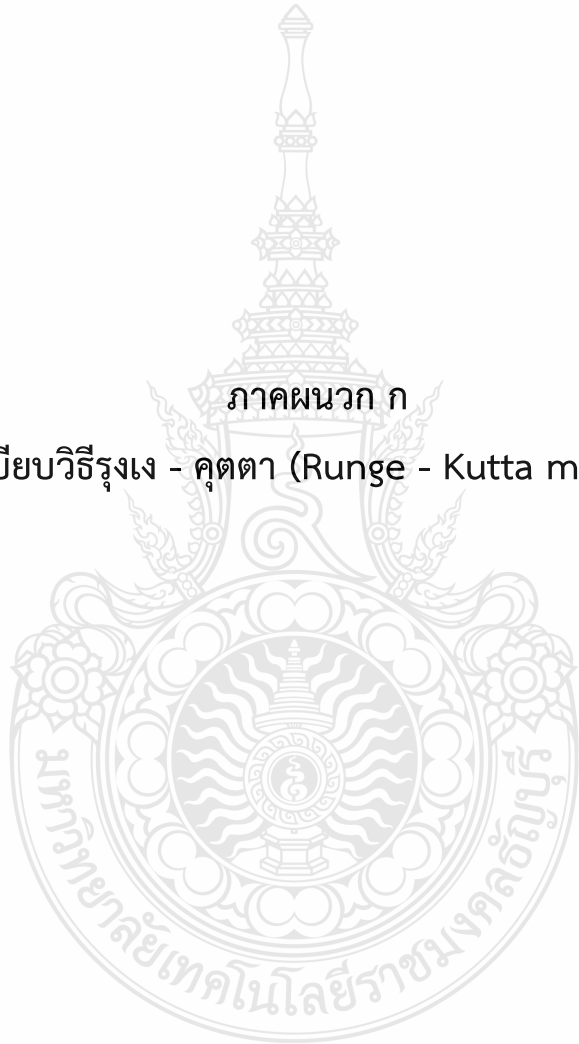 ภาคผนวก ก
บียบวิธีรุงเง - คุตตา (Runge - Kutta m
มหาวิทยาลัยเทคโนโลยีราชมงคลธัญบุรี